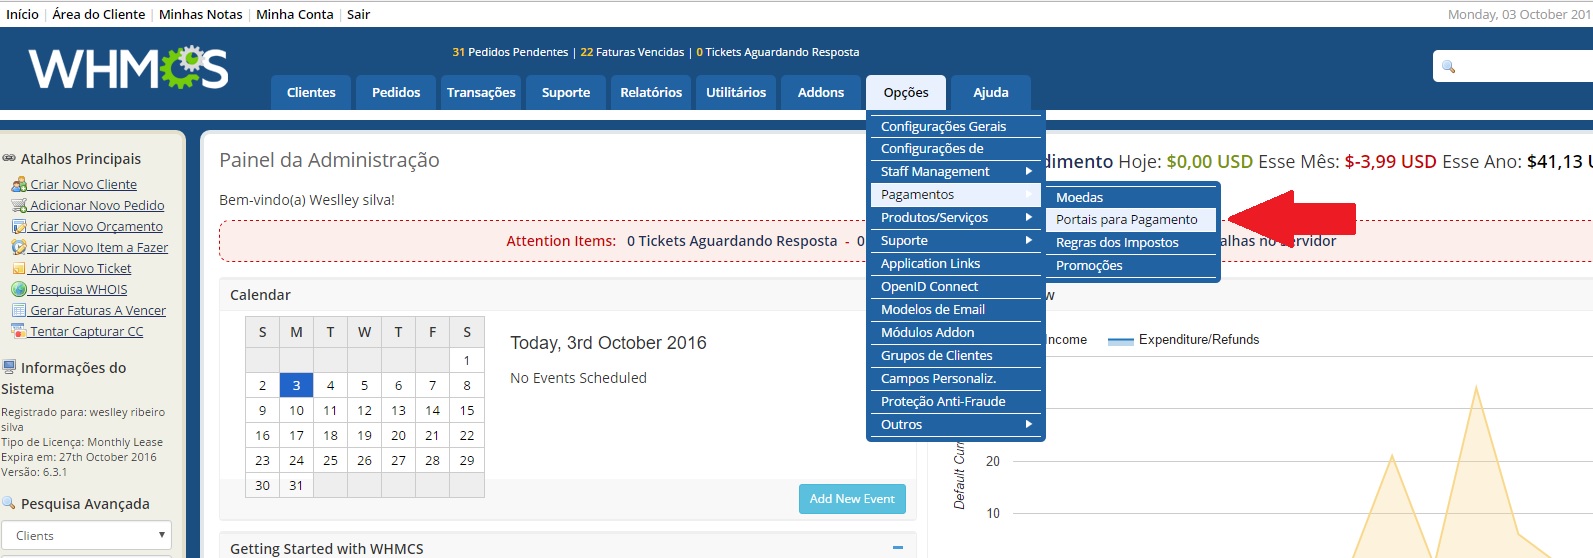 Início | Área do Cliente | Minhas Notas | Minha Conta | Sair
Monday, 03 October 201
WHMCS
31 Pedidos Pendentes | 22 Faturas Vencidas | 0 Tickets Aguardando Resposta
Clientes Pedidos Transações Suporte Relatórios Utilitários Addons Opções Ajuda
Configurações Gerais
Configurações de
Staff Management
Pagamentos
Produtos/Serviços
Suporte
Application Links
OpenID Connect
Modelos de Email
Módulos Addon
Grupos de Clientes
Campos Personaliz.
Proteção Anti-Fraude
Outros
Moedas
Portais para Pagamento
Regras dos Impostos
Promoções
Atalhos Principais
Criar Novo Cliente
Adicionar Novo Pedido
Criar Novo Orçamento
Criar Novo Item a Fazer
Abrir Novo Ticket
Pesquisa WHOIS
Gerar Faturas A Vencer
Tentar Capturar CC
Informações do
Sistema
Registrado para: weslley ribeiro
silva
Tipo de Licença: Monthly Lease
Expira em: 27th October 2016
Versão: 6.3.1
Pesquisa Avançada
Clients
Painel da Administração
dimento Hoje: $0,00 USD Esse Mês: $-3,99 USD Esse Ano: $41,13 U
Bem-vindo(a) Weslley silva!
Attention Items: 0 Tickets Aguardando Resposta - 0
alhas no Servidor
Calendar
S M T W T F S
1
2 3 4 5 6 7 8
9 10 11 12 13 14 15
16 17 18 19 20 21 22
23 24 25 26 27 28 29
30 31
Today, 3rd October 2016
No Events Scheduled
Add New Event
Getting Started with WHMCS
w
ncome Expenditure/Refunds
Default Curr
20
10